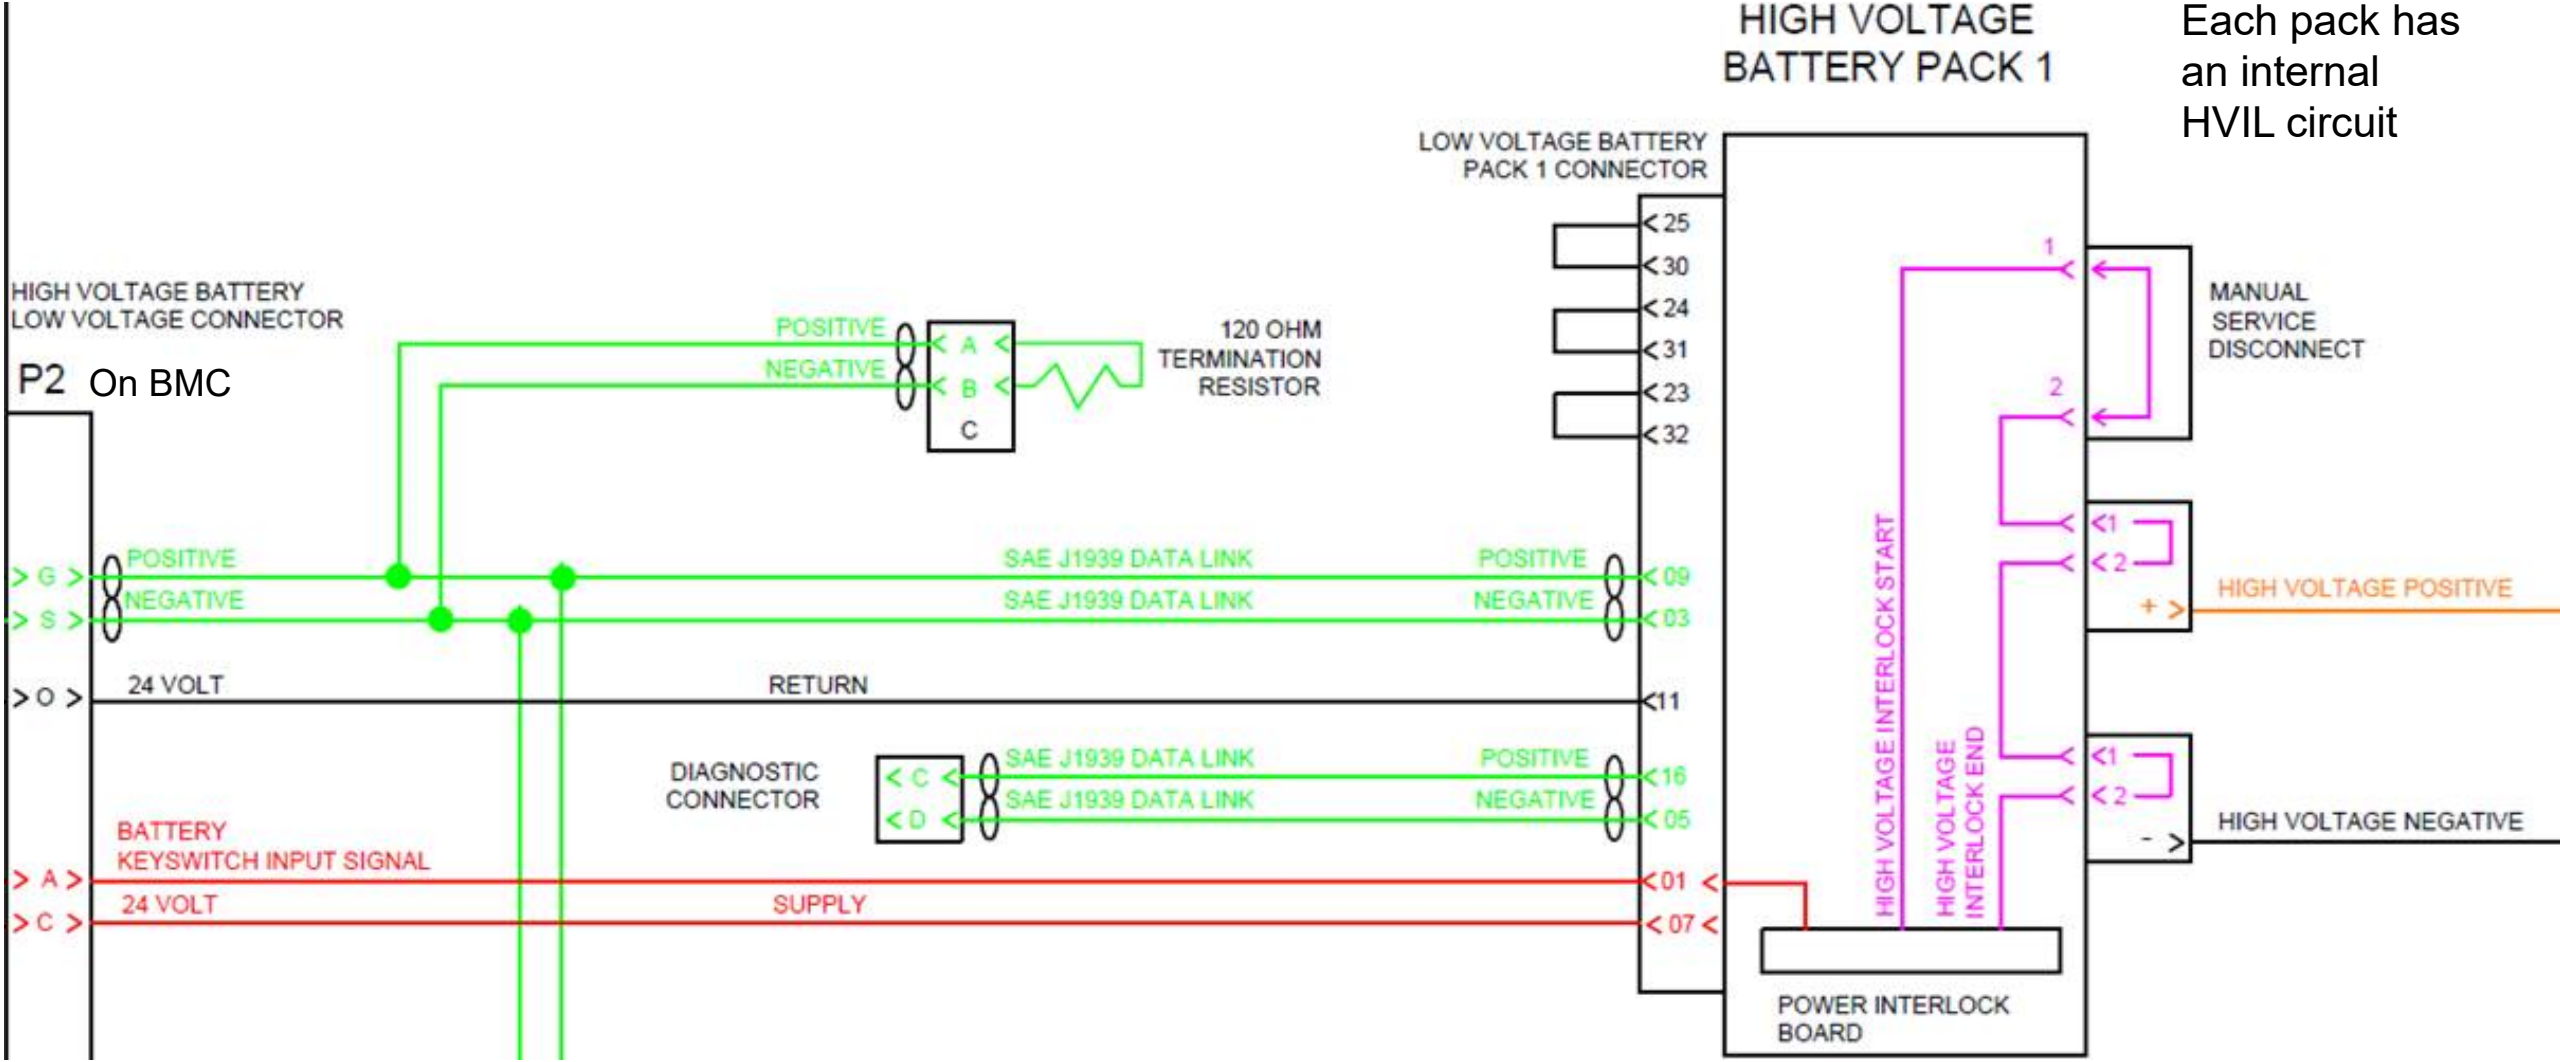 HIGH VOLTAGE
BATTERY PACK 1
Each pack has
an internal
HVIL circuit
LOW VOLTAGE BATTERY
PACK 1 CONNECTOR
25
30
24
31
23
32
1
2
MANUAL
SERVICE
DISCONNECT
HIGH VOLTAGE BATTERY
LOW VOLTAGE CONNECTOR
P2 On BMC
POSITIVE
NEGATIVE
A
B
C
120 OHM
TERMINATION
RESISTOR
G
POSITIVE
SAE J1939 DATA LINK
POSITIVE
09
S
NEGATIVE
SAE J1939 DATA LINK
NEGATIVE
03
1
2
+
HIGH VOLTAGE POSITIVE
O
24 VOLT
RETURN
11
DIAGNOSTIC
CONNECTOR
C
SAE J1939 DATA LINK
POSITIVE
16
D
SAE J1939 DATA LINK
NEGATIVE
05
HIGH VOLTAGE INTERLOCK START
HIGH VOLTAGE
INTERLOCK END
1
2
-
HIGH VOLTAGE NEGATIVE
BATTERY
KEYSWITCH INPUT SIGNAL
A
01
24 VOLT
SUPPLY
C
07
POWER INTERLOCK
BOARD